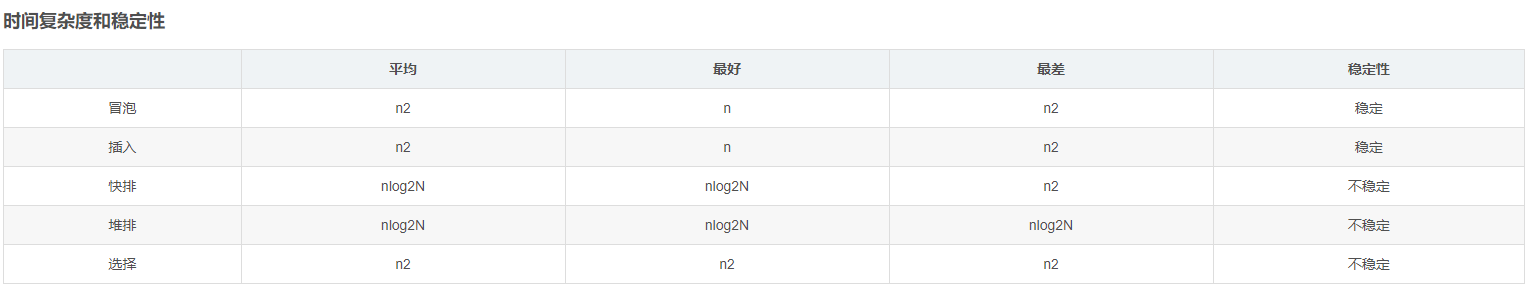 时间复杂度和稳定性
平均 最好 最差 稳定性
冒泡 n2 n n2 稳定
插入 n2 n n2 稳定
快排 nlog2N nlog2N n2 不稳定
堆排 nlog2N nlog2N nlog2N 不稳定
选择 n2 n2 n2 不稳定